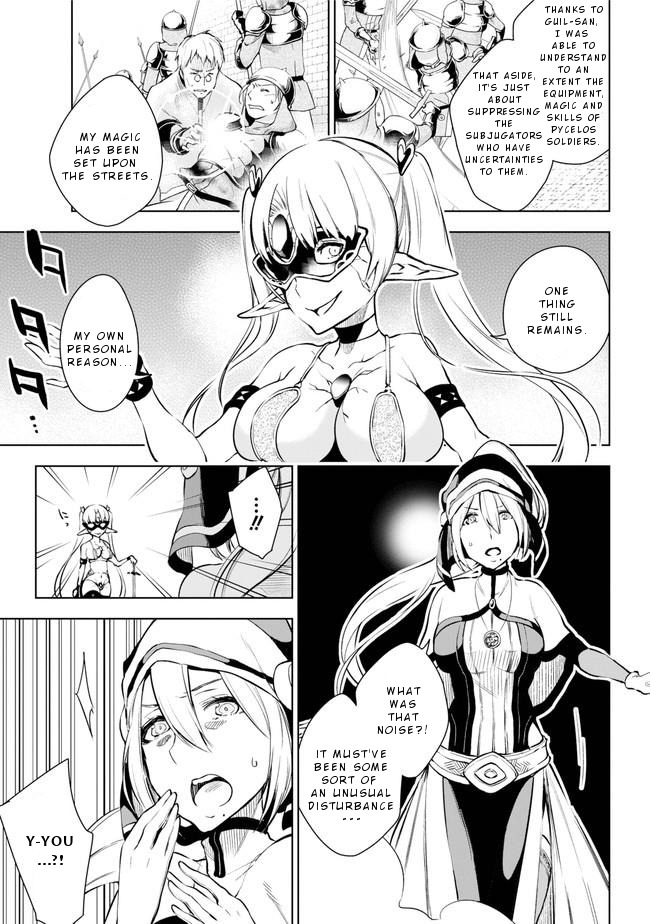 THANKS TO
GUIL-SAN,
I WAS
ABLE TO
UNDERSTAND
TO AN
EXTENT THE
EQUIPMENT,
MAGIC AND
SKILLS OF
PYCELOS
SOLDIERS.
THAT ASIDE,
IT'S JUST
ABOUT
SUPPRESSING
THE
SUBJUGATORS
WHO HAVE
UNCERTAINTIES
TO THEM.
MY MAGIC
HAS BEEN
SET UPON
THE STREETS.
ONE
THING
STILL
REMAINS.
MY OWN
PERSONAL
REASON...
タタタ…
…!!
WHAT
WAS
THAT
NOISE?!
IT MUST'VE
BEEN SOME
SORT OF
AN UNUSUAL
DISTURBANCE
---
Y-YOU
...?!